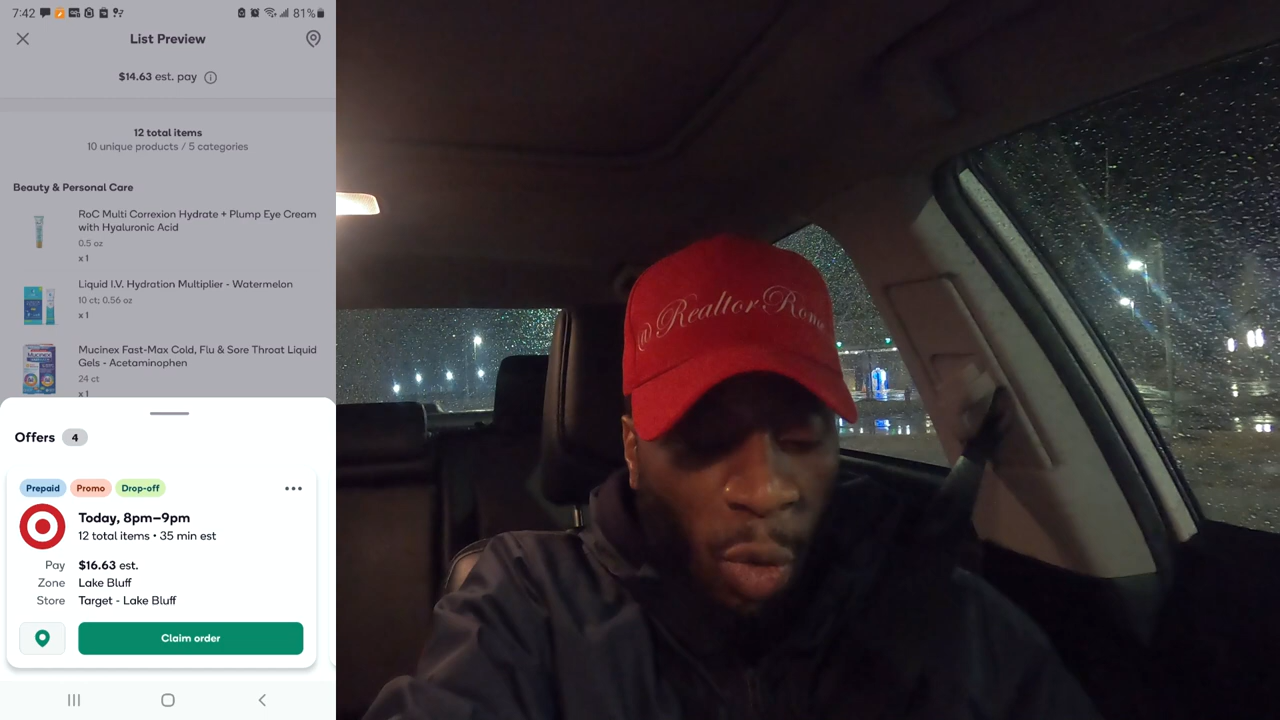 7:42
81%
List Preview
$14.63 est. pay
12 total items
10 unique products / 5 categories
Beauty & Personal Care
RoC Multi Correxion Hydrate + Plump Eye Cream
with Hyaluronic Acid
0.5 oz
x 1
Liquid I.V. Hydration Multiplier - Watermelon
10 ct; 0.56 oz
x 1
Mucinex Fast-Max Cold, Flu & Sore Throat Liquid
Gels - Acetaminophen
24 ct
x 1
Offers 4
Prepaid Promo Drop-off
Today, 8pm–9pm
12 total items • 35 min est
Pay $16.63 est.
Zone Lake Bluff
Store Target - Lake Bluff
Claim order
@Realtor Rome